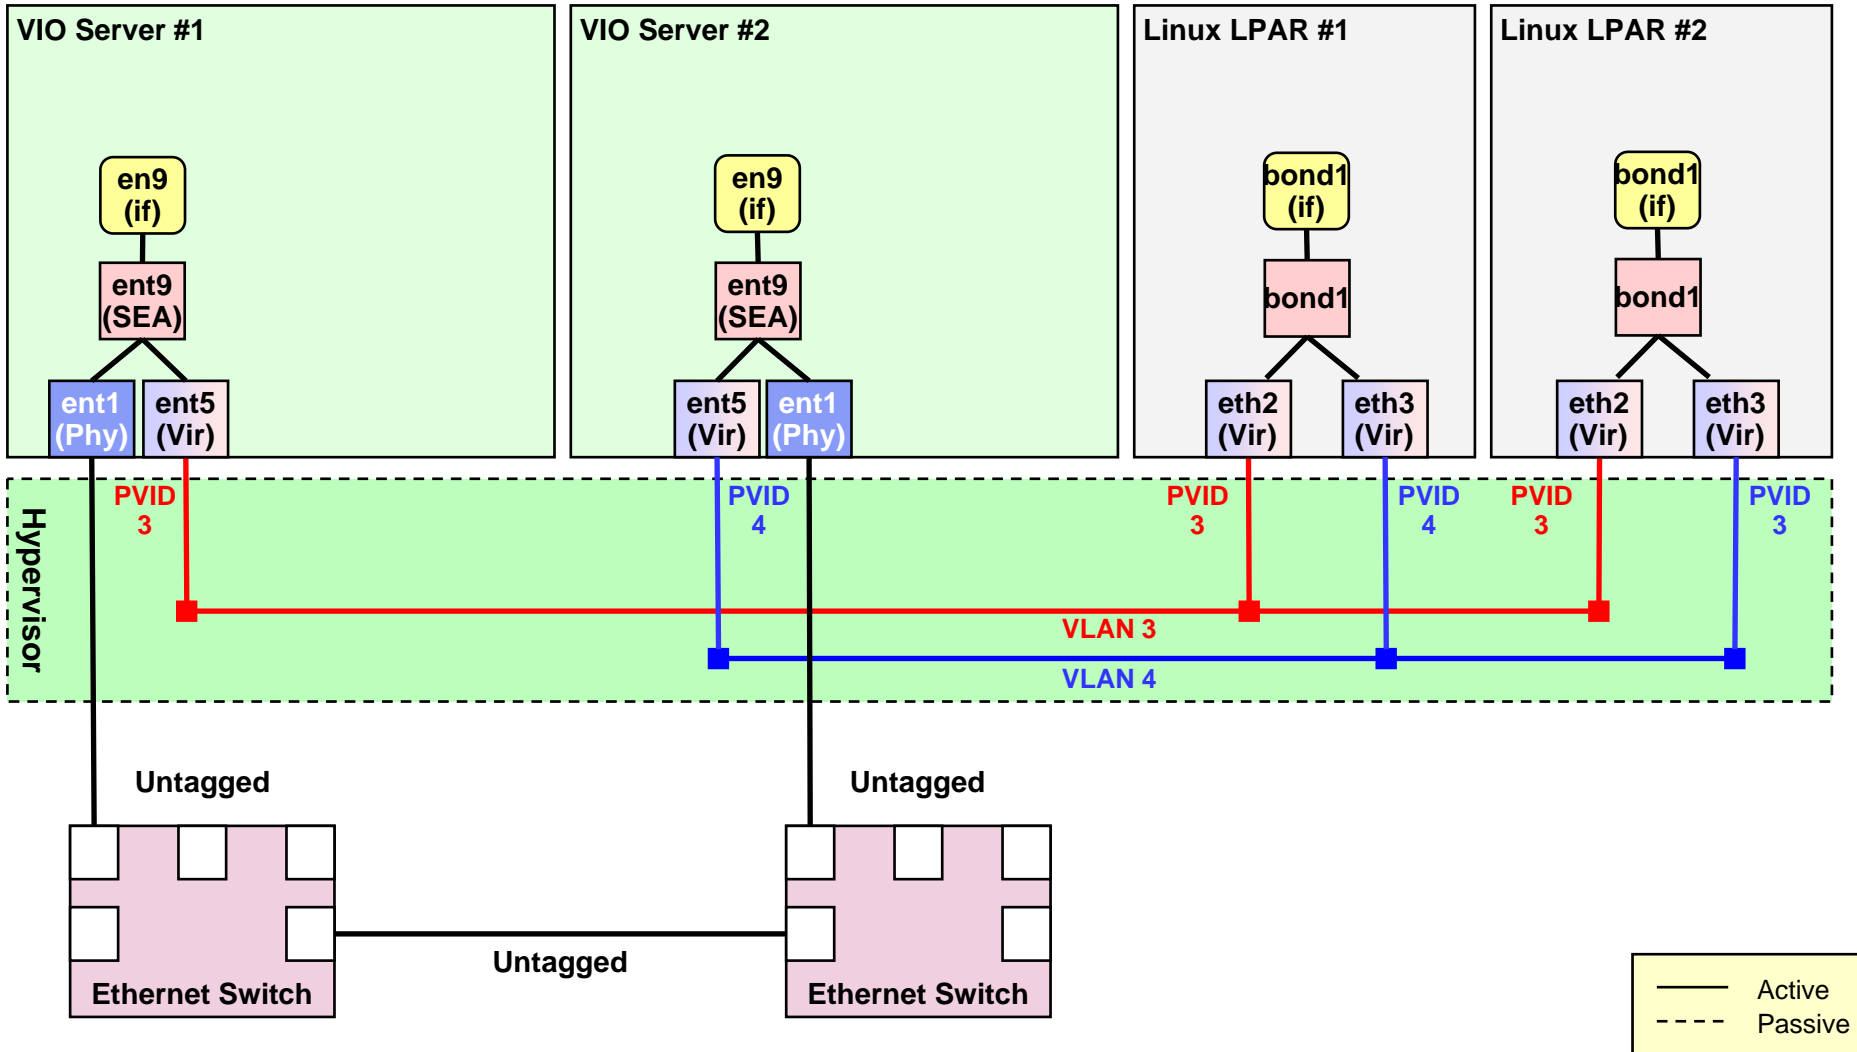 VIO Server #1
VIO Server #2
Linux LPAR #1
Linux LPAR #2
en9
(if)
en9
(if)
bond1
(if)
bond1
(if)
ent9
(SEA)
ent9
(SEA)
bond1
bond1
ent1
(Phy)
ent5
(Vir)
ent5
(Vir)
ent1
(Phy)
eth2
(Vir)
eth3
(Vir)
eth2
(Vir)
eth3
(Vir)
Hypervisor
PVID
3
PVID
4
PVID
3
PVID
4
PVID
3
PVID
3
VLAN 3
VLAN 4
Untagged
Untagged
Untagged
Ethernet Switch
Ethernet Switch
Active
Passive